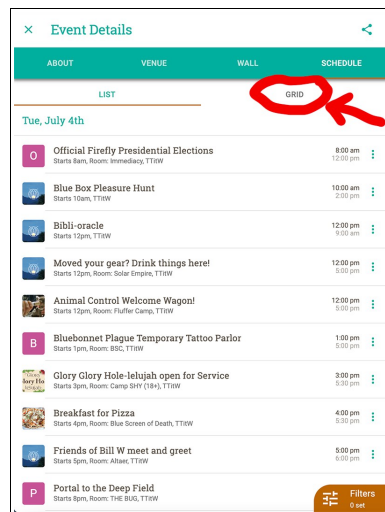 × Event Details
ABOUT VENUE WALL SCHEDULE
LIST GRID
Tue, July 4th
O Official Firefly Presidential Elections 8:00 am
Starts 8am, Room: Immediacy, TTitW 12:00 pm
Blue Box Pleasure Hunt 10:00 am
Starts 10am, TTitW 2:00 pm
Bibli-oracle 12:00 pm
Starts 12pm, TTitW 9:00 am
Moved your gear? Drink things here! 12:00 pm
Starts 12pm, Room: Solar Empire, TTitW 5:00 pm
Animal Control Welcome Wagon! 12:00 pm
Starts 12pm, Room: Fluffer Camp, TTitW 5:00 pm
B Bluebonnet Plague Temporary Tattoo Parlor 1:00 pm
Starts 1pm, Room: BSC, TTitW 5:00 pm
Glory Glory Hole-lelujah open for Service 3:00 pm
Starts 3pm, Room: Camp SHY (18+), TTitW 5:30 pm
Breakfast for Pizza 4:00 pm
Starts 4pm, Room: Blue Screen of Death, TTitW 5:30 pm
Friends of Bill W meet and greet 5:00 pm
Starts 5pm, Room: Altaer, TTitW 6:00 pm
P Portal to the Deep Field
Starts 8pm, Room: THE BUG, TTitW
Filters
0 set